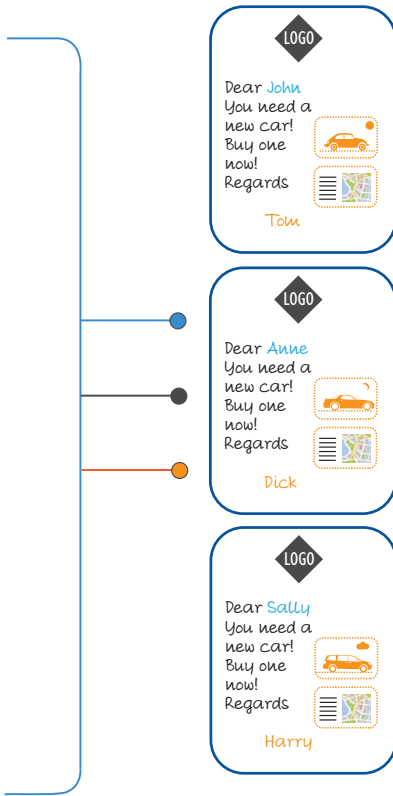 LOGO
Dear John
You need a
new car!
Buy one
now!
Regards
Tom
LOGO
Dear Anne
You need a
new car!
Buy one
now!
Regards
Dick
LOGO
Dear Sally
You need a
new car!
Buy one
now!
Regards
Harry